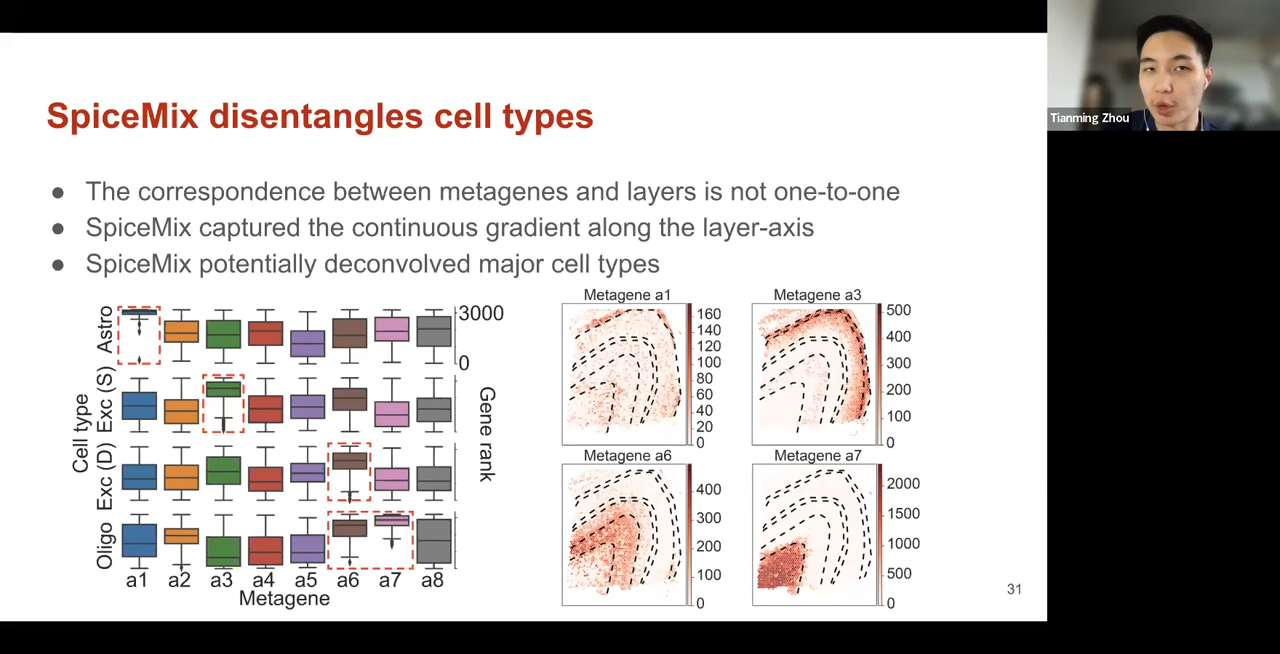 SpiceMix disentangles cell types
● The correspondence between metagenes and layers is not one-to-one
● SpiceMix captured the continuous gradient along the layer-axis
● SpiceMix potentially deconvolved major cell types
Cell type
Astro
Exc (S)
Exc (D)
Oligo
3000
0
Gene rank
a1 a2 a3 a4 a5 a6 a7 a8
Metagene
Metagene a1
160
140
120
100
80
60
40
20
0
Metagene a3
500
400
300
200
100
0
Metagene a6
400
300
200
100
0
Metagene a7
2000
1500
1000
500
0
31
Tianming Zhou